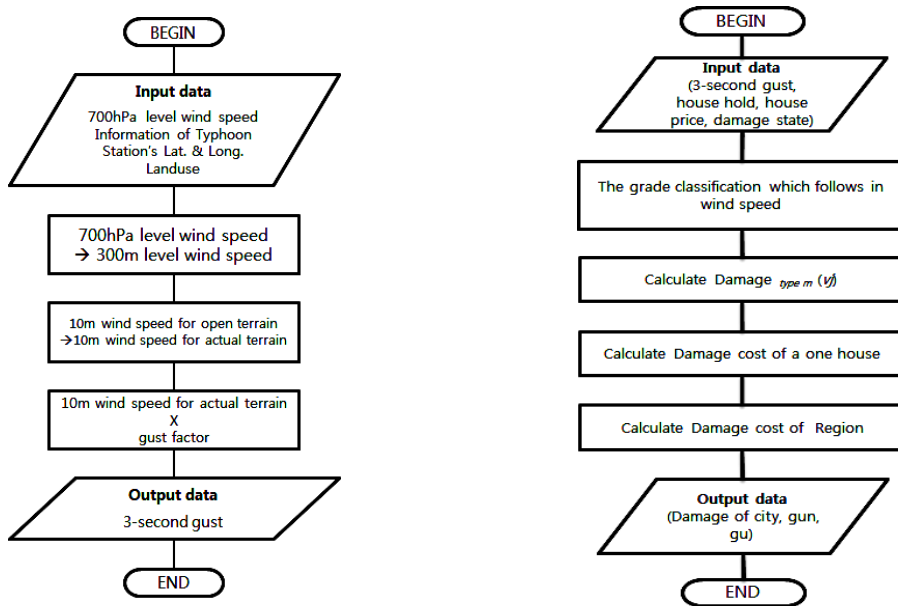 BEGIN
Input data
700hPa level wind speed
Information of Typhoon
Station's Lat. & Long.
Landuse
700hPa level wind speed
→ 300m level wind speed
10m wind speed for open terrain
→10m wind speed for actual terrain
10m wind speed for actual terrain
X
gust factor
Output data
3-second gust
END
BEGIN
Input data
(3-second gust,
house hold, house
price, damage state)
The grade classification which follows in
wind speed
Calculate Damage type m (vj)
Calculate Damage cost of a one house
Calculate Damage cost of Region
Output data
(Damage of city, gun,
gu)
END